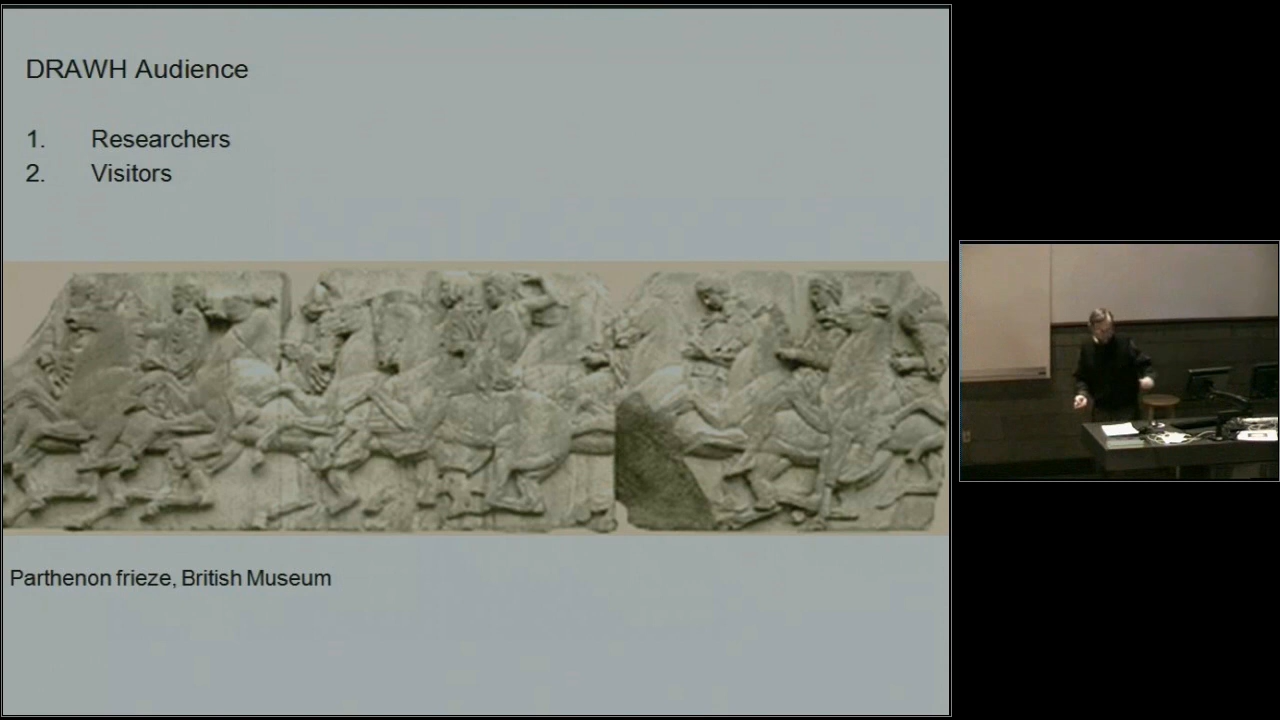 DRAWH Audience
1. Researchers
2. Visitors
Parthenon frieze, British Museum